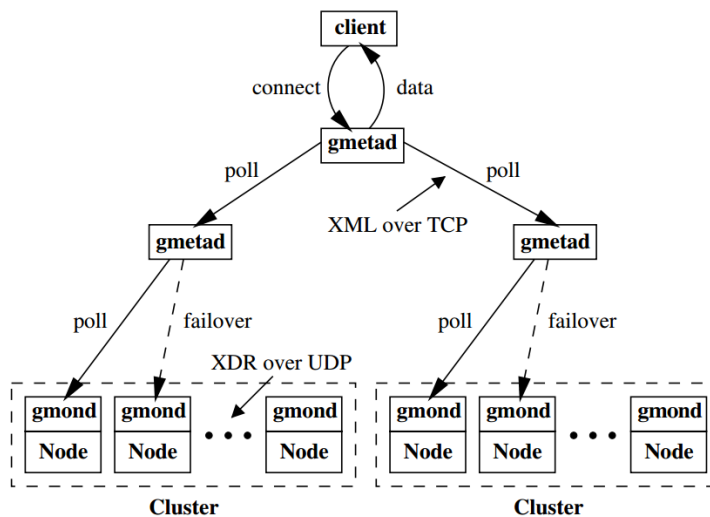 client
connect
data
gmetad
poll
poll
XML over TCP
gmetad
gmetad
poll
failover
poll
failover
XDR over UDP
gmond
gmond
gmond
gmond
gmond
gmond
Node
Node
Node
Node
Node
Node
Cluster
Cluster